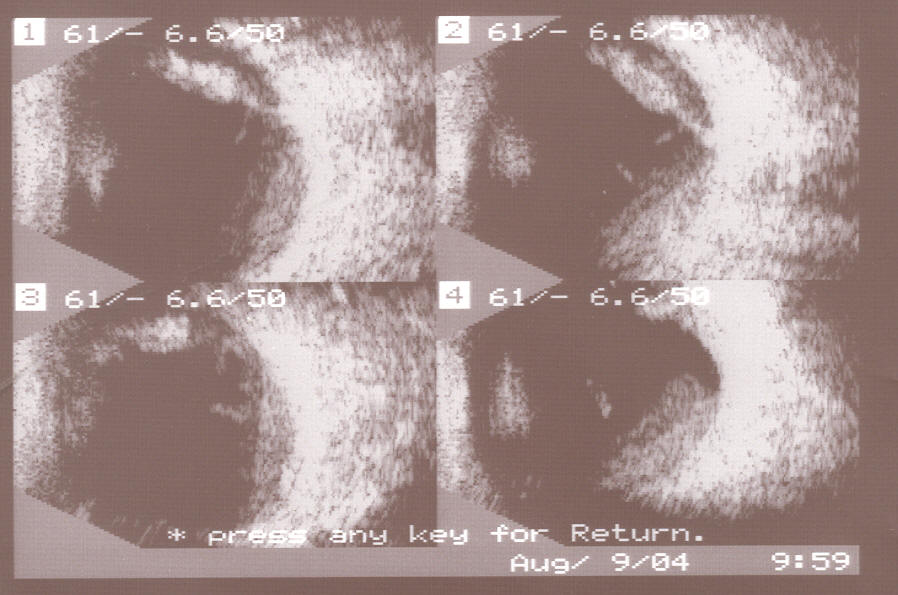 1 61/- 6.6/50
2 61/- 6.6/50
3 61/- 6.6/50
4 61/- 6.6/50
* press any key for Return.
Aug/ 9/04 9:59